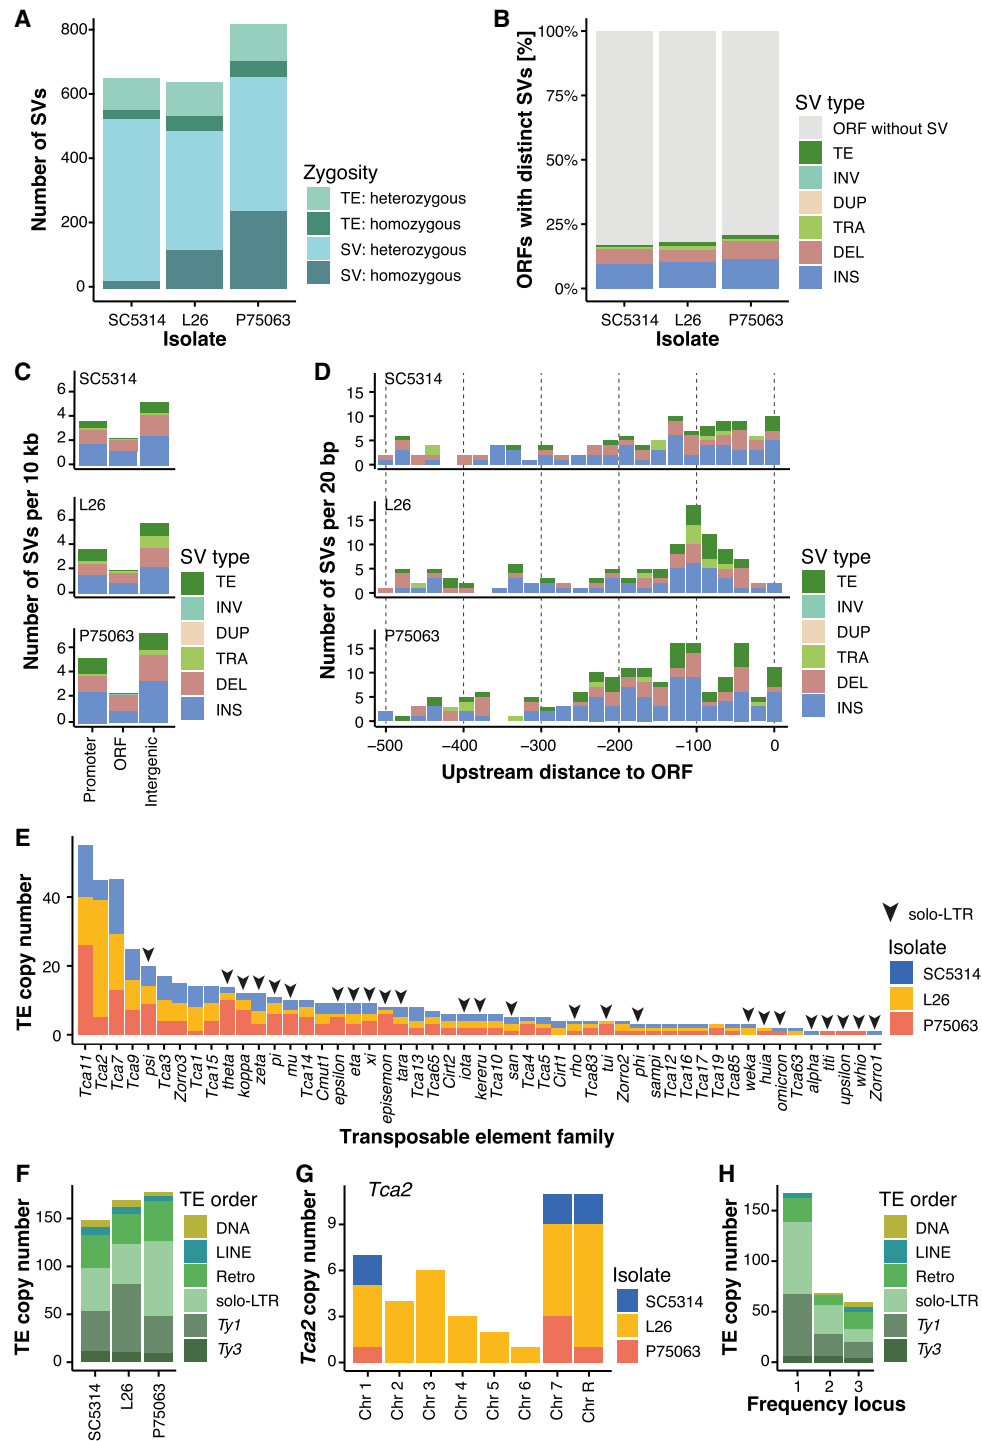 A
Number of SVs
800
600
400
200
0
SC5314
L26
P75063
Isolate
Zygosity
TE: heterozygous
TE: homozygous
SV: heterozygous
SV: homozygous
B
ORFs with distinct SVs [%]
100%
75%
50%
25%
0%
SC5314
L26
P75063
Isolate
SV type
ORF without SV
TE
INV
DUP
TRA
DEL
INS
C
Number of SVs per 10 kb
SC5314
6
4
2
0
L26
6
4
2
0
P75063
6
4
2
0
Promoter
ORF
Intergenic
SV type
TE
INV
DUP
TRA
DEL
INS
D
Number of SVs per 20 bp
SC5314
15
10
5
0
L26
15
10
5
0
P75063
15
10
5
0
−500
−400
−300
−200
−100
0
Upstream distance to ORF
SV type
TE
INV
DUP
TRA
DEL
INS
E
TE copy number
40
20
0
Tca11
Tca2
Tca7
Tca9
psi
Tca3
Zorro3
Tca1
Tca15
theta
koppa
zeta
pi
mu
Tca14
Cmut1
epsilon
eta
xi
episemon
tara
Tca13
Tca65
Cirt2
iota
kereru
Tca10
san
Tca4
Tca5
Cirt1
rho
Tca83
tui
Zorro2
phi
sampi
Tca12
Tca16
Tca17
Tca19
Tca85
weka
huia
omicron
Tca63
alpha
titi
upsilon
whio
Zorro1
Transposable element family
solo-LTR
Isolate
SC5314
L26
P75063
F
TE copy number
150
100
50
0
SC5314
L26
P75063
TE order
DNA
LINE
Retro
solo-LTR
Ty1
Ty3
G
Tca2 copy number
Tca2
9
6
3
0
Chr 1
Chr 2
Chr 3
Chr 4
Chr 5
Chr 6
Chr 7
Chr R
Isolate
SC5314
L26
P75063
H
TE copy number
150
100
50
0
1
2
3
Frequency locus
TE order
DNA
LINE
Retro
solo-LTR
Ty1
Ty3